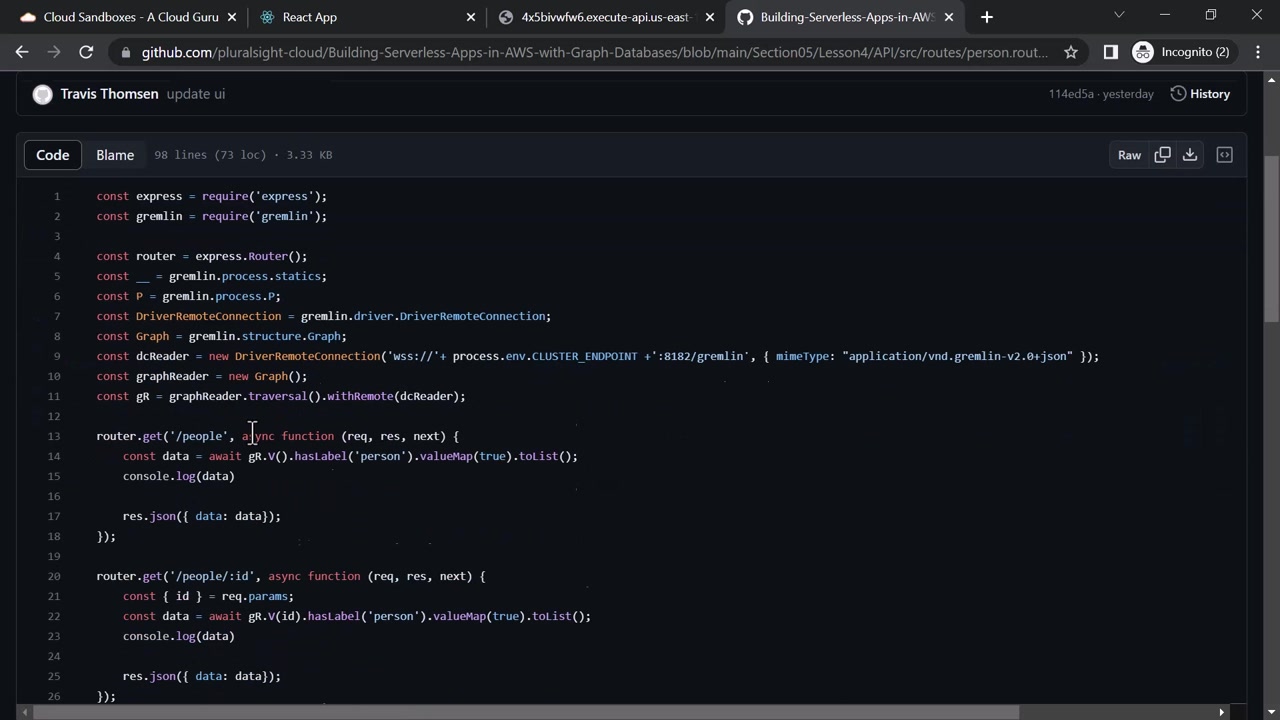 Cloud Sandboxes - A Cloud Guru
React App
4x5bivwfw6.execute-api.us-east-
Building-Serverless-Apps-in-AWS
github.com/pluralsight-cloud/Building-Serverless-Apps-in-AWS-with-Graph-Databases/blob/main/Section05/Lesson4/API/src/routes/person.rout...
Incognito (2)
Travis Thomsen update ui
114ed5a · yesterday
History
Code
Blame
98 lines (73 loc) · 3.33 KB
Raw
1 const express = require('express');
2 const gremlin = require('gremlin');
3
4 const router = express.Router();
5 const __ = gremlin.process.statics;
6 const P = gremlin.process.P;
7 const DriverRemoteConnection = gremlin.driver.DriverRemoteConnection;
8 const Graph = gremlin.structure.Graph;
9 const dcReader = new DriverRemoteConnection('wss://'+ process.env.CLUSTER_ENDPOINT +':8182/gremlin', { mimeType: "application/vnd.gremlin-v2.0+json" });
10 const graphReader = new Graph();
11 const gR = graphReader.traversal().withRemote(dcReader);
12
13 router.get('/people', async function (req, res, next) {
14 const data = await gR.V().hasLabel('person').valueMap(true).toList();
15 console.log(data)
16
17 res.json({ data: data});
18 });
19
20 router.get('/people/:id', async function (req, res, next) {
21 const { id } = req.params;
22 const data = await gR.V(id).hasLabel('person').valueMap(true).toList();
23 console.log(data)
24
25 res.json({ data: data});
26 });